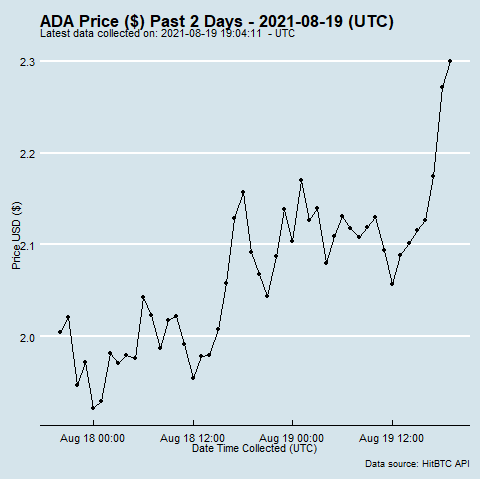 ADA Price ($) Past 2 Days - 2021-08-19 (UTC)
Latest data collected on: 2021-08-19 19:04:11  - UTC
2.3
2.2
2.1
2.0
Price USD ($)
Aug 18 00:00
Aug 18 12:00
Aug 19 00:00
Aug 19 12:00
Date Time Collected (UTC)
Data source: HitBTC API